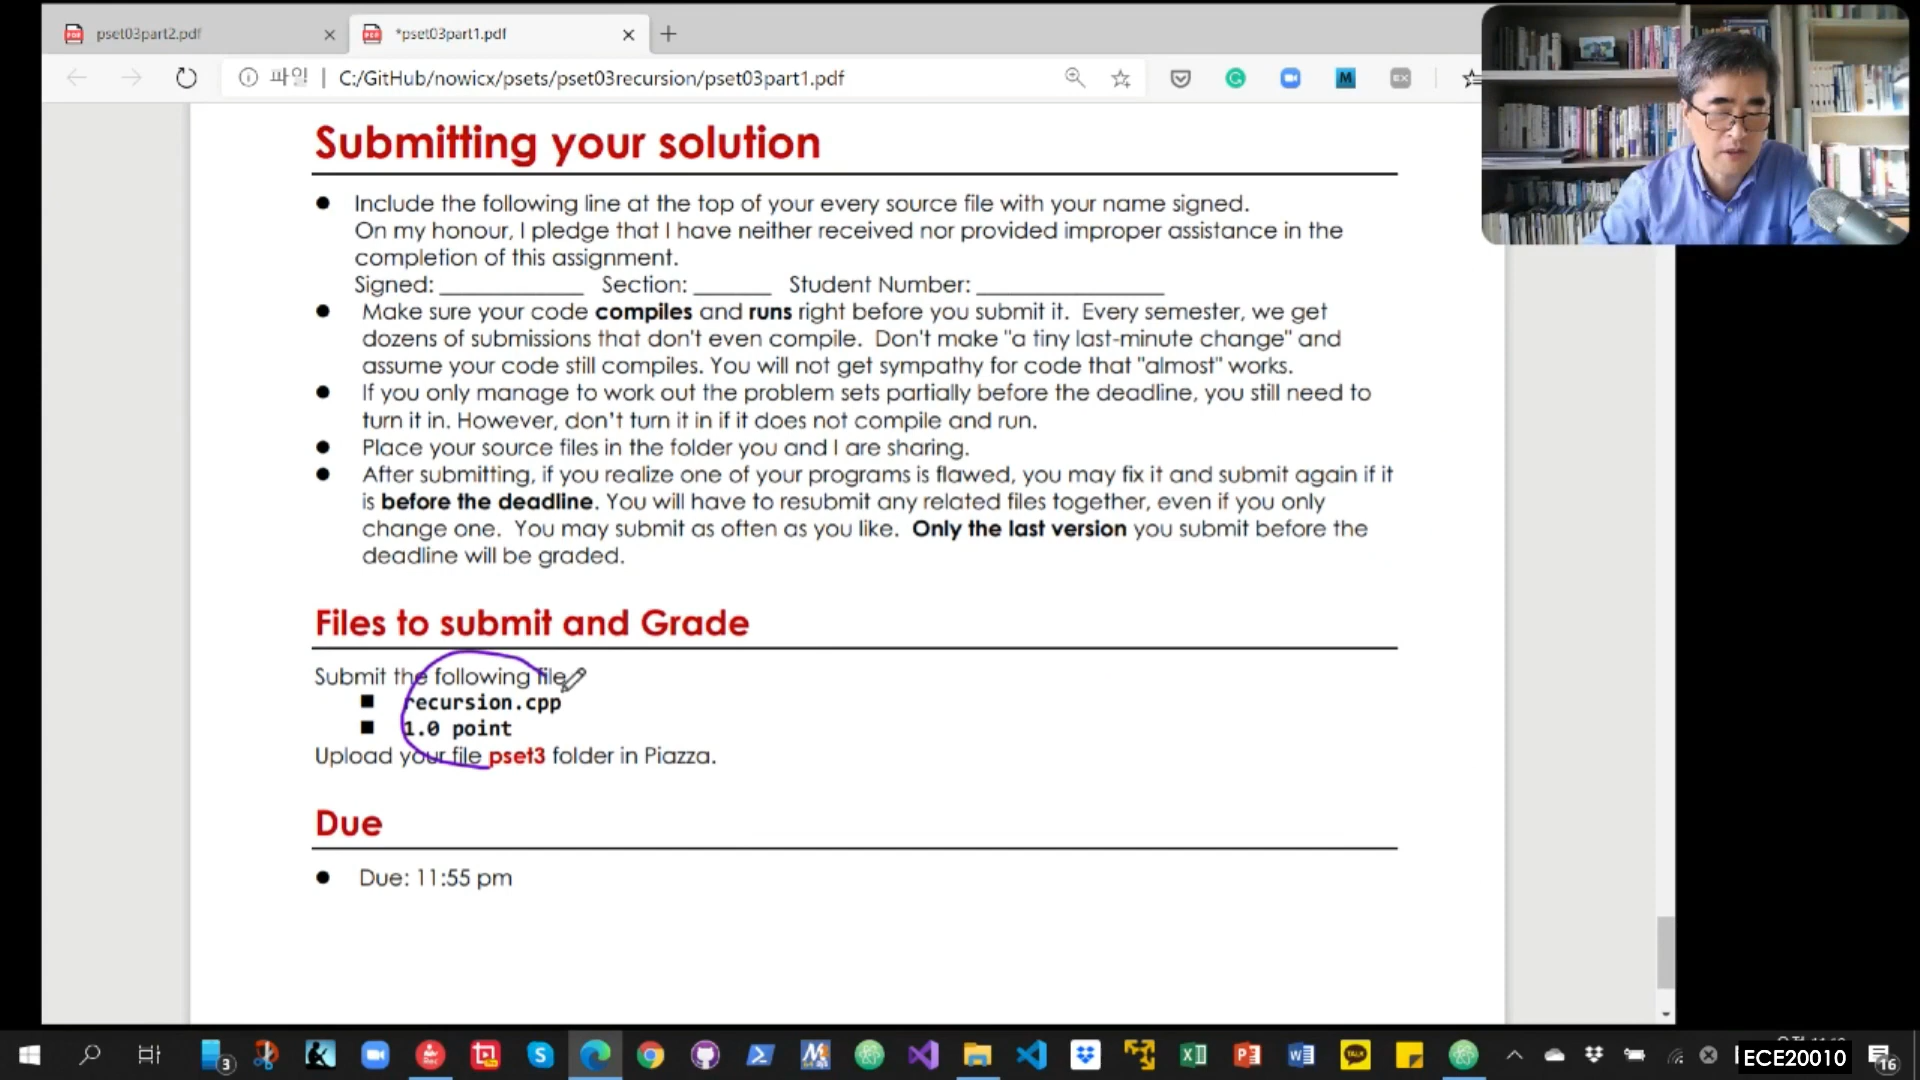 pset03part2.pdf
*pset03part1.pdf
파일 | C:/GitHub/nowicx/psets/pset03recursion/pset03part1.pdf
Submitting your solution
● Include the following line at the top of your every source file with your name signed.
On my honour, I pledge that I have neither received nor provided improper assistance in the
completion of this assignment.
Signed: ____________ Section: ______ Student Number: ________________
● Make sure your code compiles and runs right before you submit it. Every semester, we get
dozens of submissions that don't even compile. Don't make "a tiny last-minute change" and
assume your code still compiles. You will not get sympathy for code that "almost" works.
● If you only manage to work out the problem sets partially before the deadline, you still need to
turn it in. However, don't turn it in if it does not compile and run.
● Place your source files in the folder you and I are sharing.
● After submitting, if you realize one of your programs is flawed, you may fix it and submit again if it
is before the deadline. You will have to resubmit any related files together, even if you only
change one. You may submit as often as you like. Only the last version you submit before the
deadline will be graded.
Files to submit and Grade
Submit the following file
■ recursion.cpp
■ 1.0 point
Upload your file pset3 folder in Piazza.
Due
● Due: 11:55 pm
3
ECE20010
16